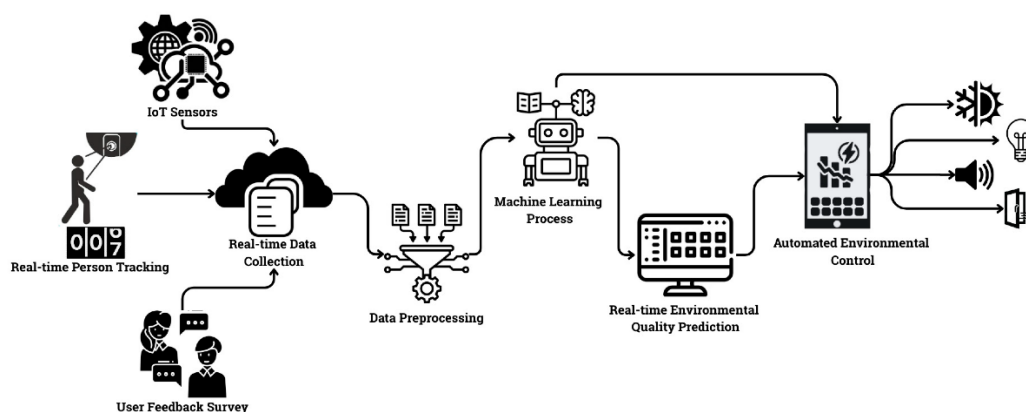 IoT Sensors
007
Real-time Person Tracking
Real-time Data
Collection
User Feedback Survey
Data Preprocessing
Machine Learning
Process
Real-time Environmental
Quality Prediction
Automated Environmental
Control